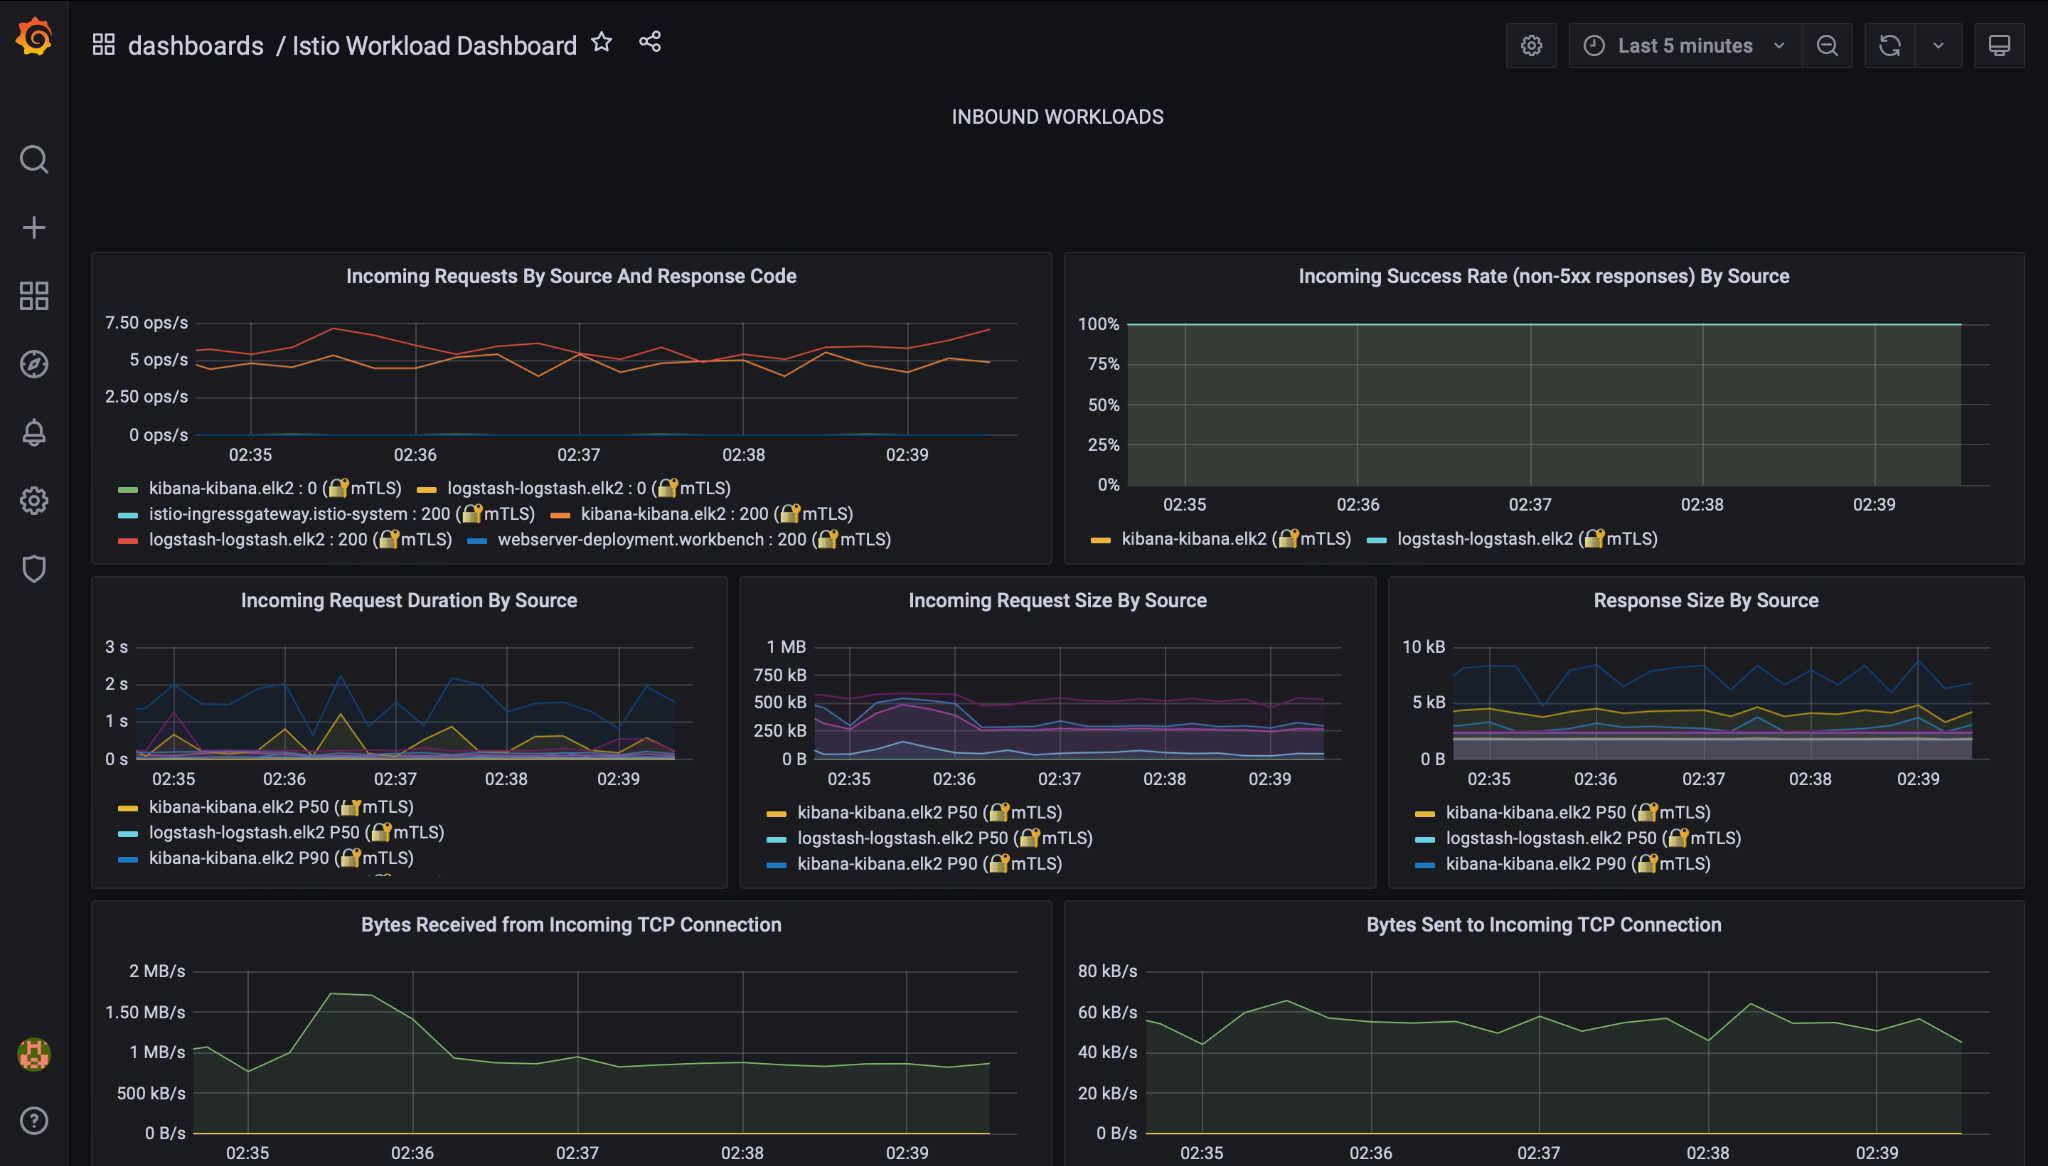 dashboards / Istio Workload Dashboard
Last 5 minutes
INBOUND WORKLOADS
Incoming Requests By Source And Response Code
7.50 ops/s
5 ops/s
2.50 ops/s
0 ops/s
02:35 02:36 02:37 02:38 02:39
kibana-kibana.elk2 : 0 (🔐mTLS) logstash-logstash.elk2 : 0 (🔐mTLS)
istio-ingressgateway.istio-system : 200 (🔐mTLS) kibana-kibana.elk2 : 200 (🔐mTLS)
logstash-logstash.elk2 : 200 (🔐mTLS) webserver-deployment.workbench : 200 (🔐mTLS)
Incoming Success Rate (non-5xx responses) By Source
100%
75%
50%
25%
0%
02:35 02:36 02:37 02:38 02:39
kibana-kibana.elk2 (🔐mTLS) logstash-logstash.elk2 (🔐mTLS)
Incoming Request Duration By Source
3 s
2 s
1 s
0 s
02:35 02:36 02:37 02:38 02:39
kibana-kibana.elk2 P50 (🔐mTLS)
logstash-logstash.elk2 P50 (🔐mTLS)
kibana-kibana.elk2 P90 (🔐mTLS)
Incoming Request Size By Source
1 MB
750 kB
500 kB
250 kB
0 B
02:35 02:36 02:37 02:38 02:39
kibana-kibana.elk2 P50 (🔐mTLS)
logstash-logstash.elk2 P50 (🔐mTLS)
kibana-kibana.elk2 P90 (🔐mTLS)
Response Size By Source
10 kB
5 kB
0 B
02:35 02:36 02:37 02:38 02:39
kibana-kibana.elk2 P50 (🔐mTLS)
logstash-logstash.elk2 P50 (🔐mTLS)
kibana-kibana.elk2 P90 (🔐mTLS)
Bytes Received from Incoming TCP Connection
2 MB/s
1.50 MB/s
1 MB/s
500 kB/s
0 B/s
02:35 02:36 02:37 02:38 02:39
Bytes Sent to Incoming TCP Connection
80 kB/s
60 kB/s
40 kB/s
20 kB/s
0 B/s
02:35 02:36 02:37 02:38 02:39